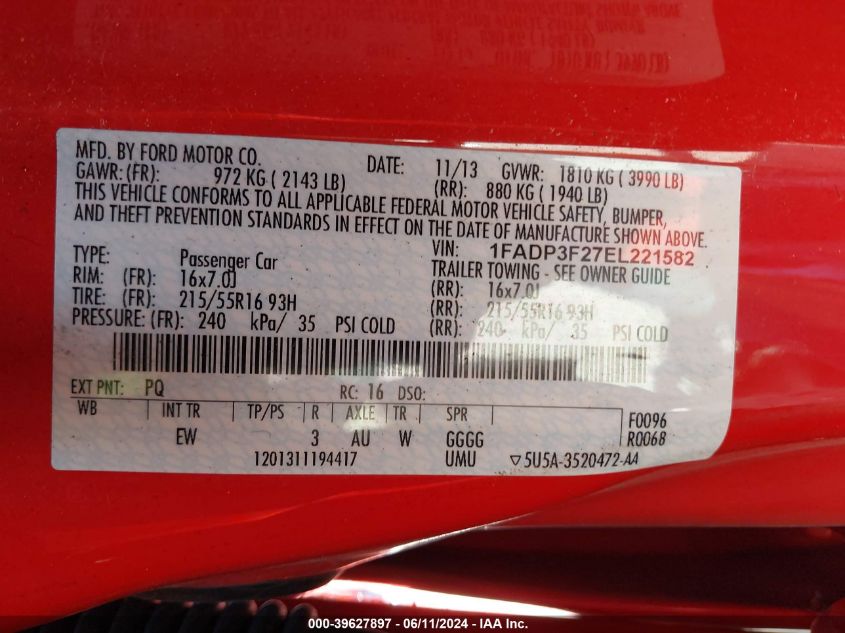 MFD. BY FORD MOTOR CO. DATE: 11/13 GVWR: 1810 KG ( 3990 LB)
GAWR: (FR): 972 KG ( 2143 LB) (RR): 880 KG ( 1940 LB)
THIS VEHICLE CONFORMS TO ALL APPLICABLE FEDERAL MOTOR VEHICLE SAFETY, BUMPER,
AND THEFT PREVENTION STANDARDS IN EFFECT ON THE DATE OF MANUFACTURE SHOWN ABOVE.
VIN: 1FADP3F27EL221582
TYPE: Passenger Car TRAILER TOWING - SEE OWNER GUIDE
RIM: (FR): 16x7.0J (RR): 16x7.0J
TIRE: (FR): 215/55R16 93H (RR): 215/55R16 93H
PRESSURE: (FR): 240 kPa/ 35 PSI COLD (RR): 240 kPa/ 35 PSI COLD
EXT PNT: PQ RC: 16 DSO:
WB INT TR TP/PS R AXLE TR SPR F0096
EW 3 AU W GGGG R0068
1201311194417 UMU ▽5U5A-3520472-AA
000-39627897 - 06/11/2024 - IAA Inc.